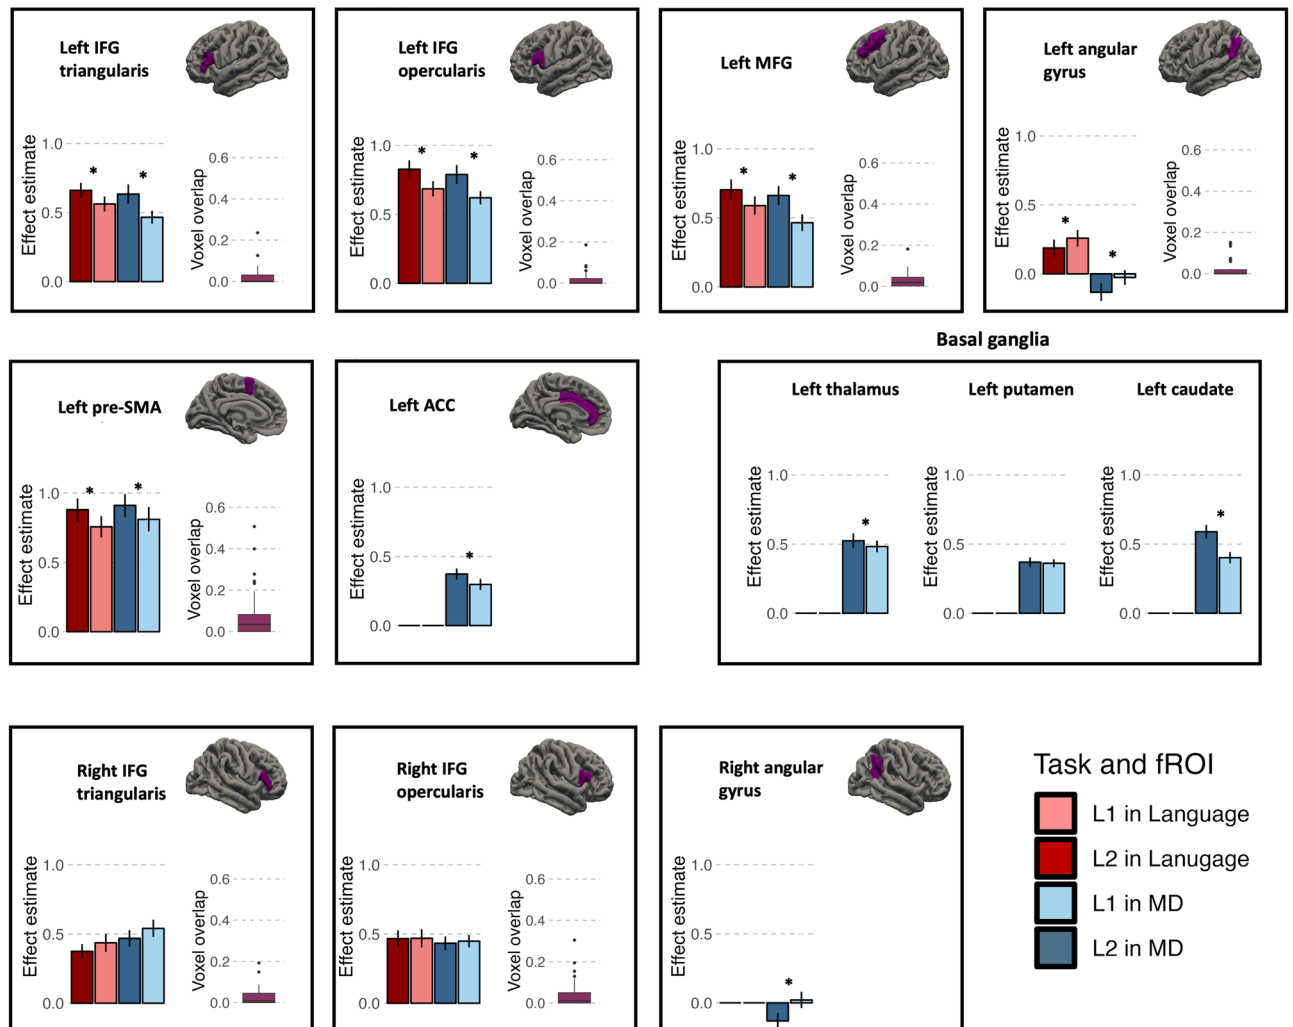 Left IFG
triangularis
Effect estimate
1.0
0.5
0.0
*
*
Voxel overlap
0.6
0.4
0.2
0.0
Left IFG
opercularis
Effect estimate
1.0
0.5
0.0
*
*
Voxel overlap
0.6
0.4
0.2
0.0
Left MFG
Effect estimate
1.0
0.5
0.0
*
*
Voxel overlap
0.6
0.4
0.2
0.0
Left angular
gyrus
Effect estimate
1.0
0.5
0.0
*
*
Voxel overlap
0.6
0.4
0.2
0.0
Left pre-SMA
Effect estimate
1.0
0.5
0.0
*
*
Voxel overlap
0.6
0.4
0.2
0.0
Left ACC
Effect estimate
1.0
0.5
0.0
*
Basal ganglia
Left thalamus
Effect estimate
1.0
0.5
0.0
*
Left putamen
Effect estimate
1.0
0.5
0.0
Left caudate
Effect estimate
1.0
0.5
0.0
*
Right IFG
triangularis
Effect estimate
1.0
0.5
0.0
Voxel overlap
0.6
0.4
0.2
0.0
Right IFG
opercularis
Effect estimate
1.0
0.5
0.0
Voxel overlap
0.6
0.4
0.2
0.0
Right angular
gyrus
Effect estimate
1.0
0.5
0.0
*
Task and fROI
L1 in Language
L2 in Lanugage
L1 in MD
L2 in MD